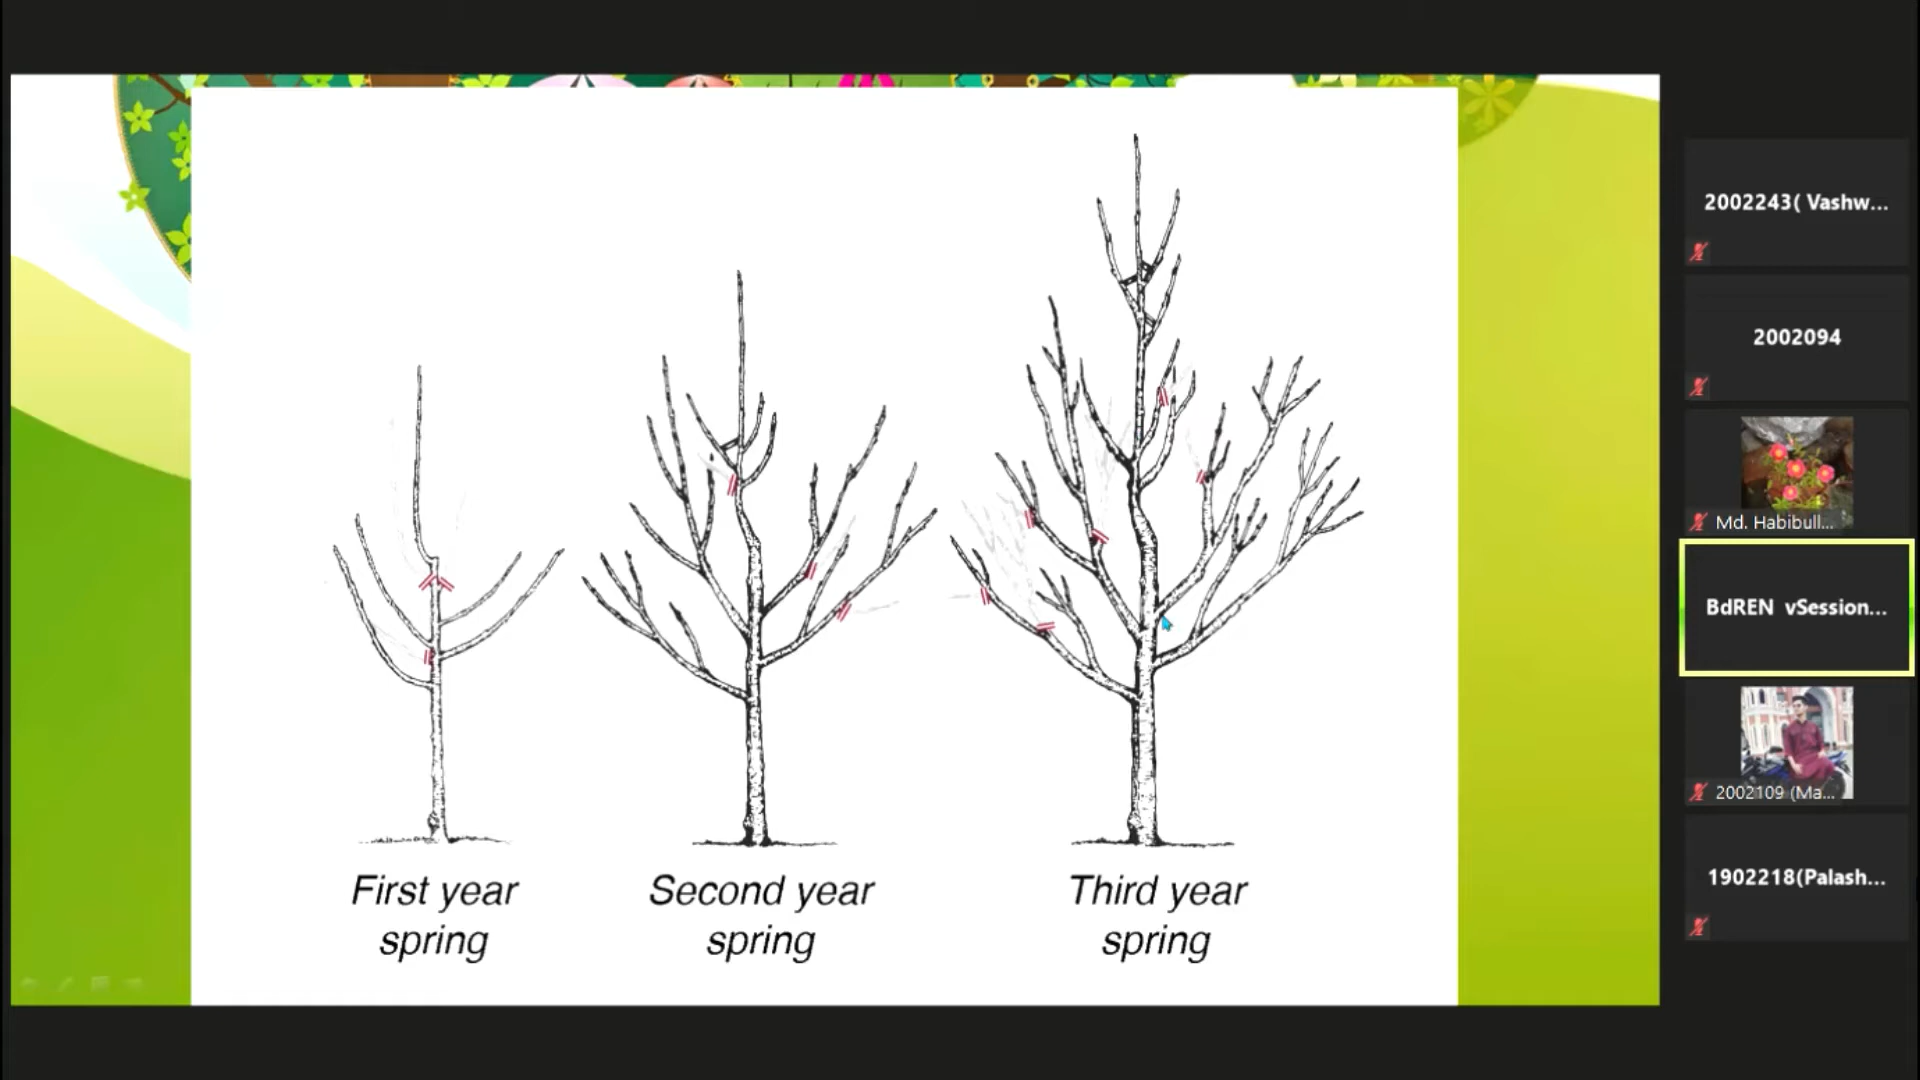 First year
spring
Second year
spring
Third year
spring
2002243( Vashw...
2002094
Md. Habibull...
BdREN vSession...
2002109 (Ma...
1902218(Palash...